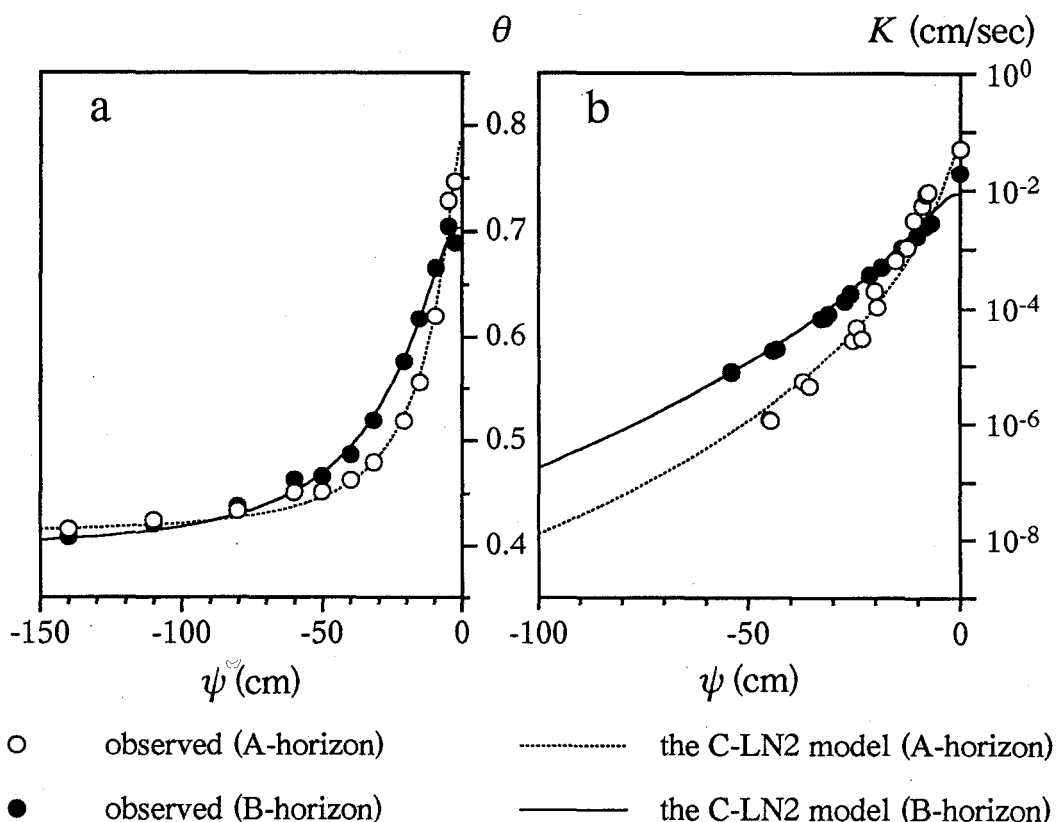 θ
K (cm/sec)
a
b
0.8
0.7
0.6
0.5
0.4
10⁰
10⁻²
10⁻⁴
10⁻⁶
10⁻⁸
-150
-100
-50
0
-100
-50
0
ψ (cm)
ψ (cm)
observed (A-horizon)
the C-LN2 model (A-horizon)
observed (B-horizon)
the C-LN2 model (B-horizon)